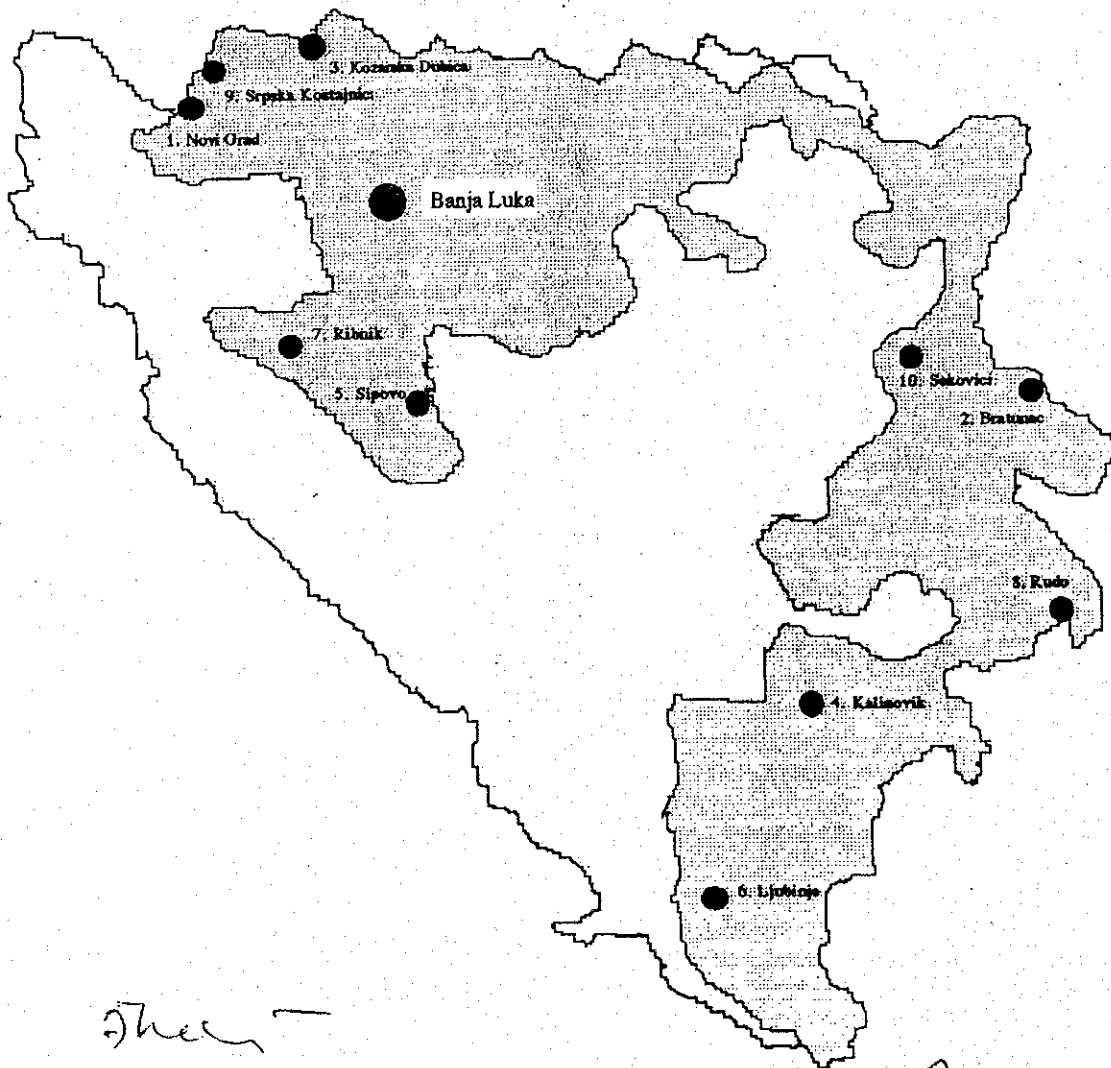 3. Kozarska Dubica
9. Srpska Kostajnica
1. Novi Grad
Banja Luka
7. Ribnik
5. Sipovo
10. Sekovici
2. Bratunac
8. Rudo
4. Kalinovik
6. Ljubinje